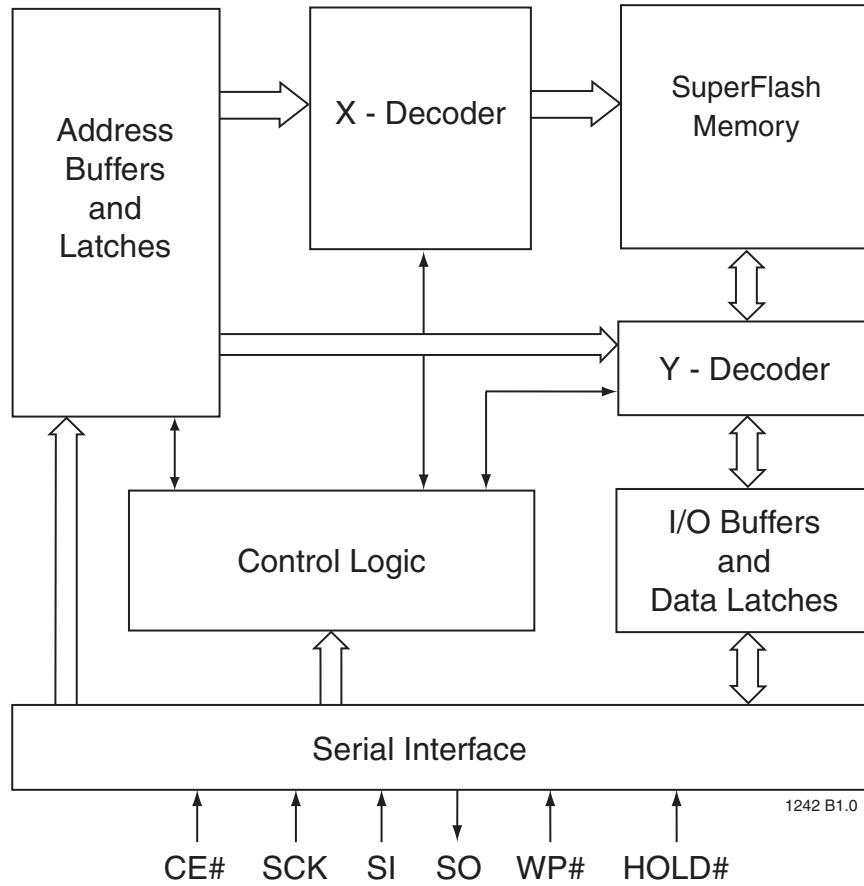 Address
Buffers
and
Latches
X - Decoder
SuperFlash
Memory
Y - Decoder
Control Logic
I/O Buffers
and
Data Latches
Serial Interface
1242 B1.0
CE# SCK SI SO WP# HOLD#